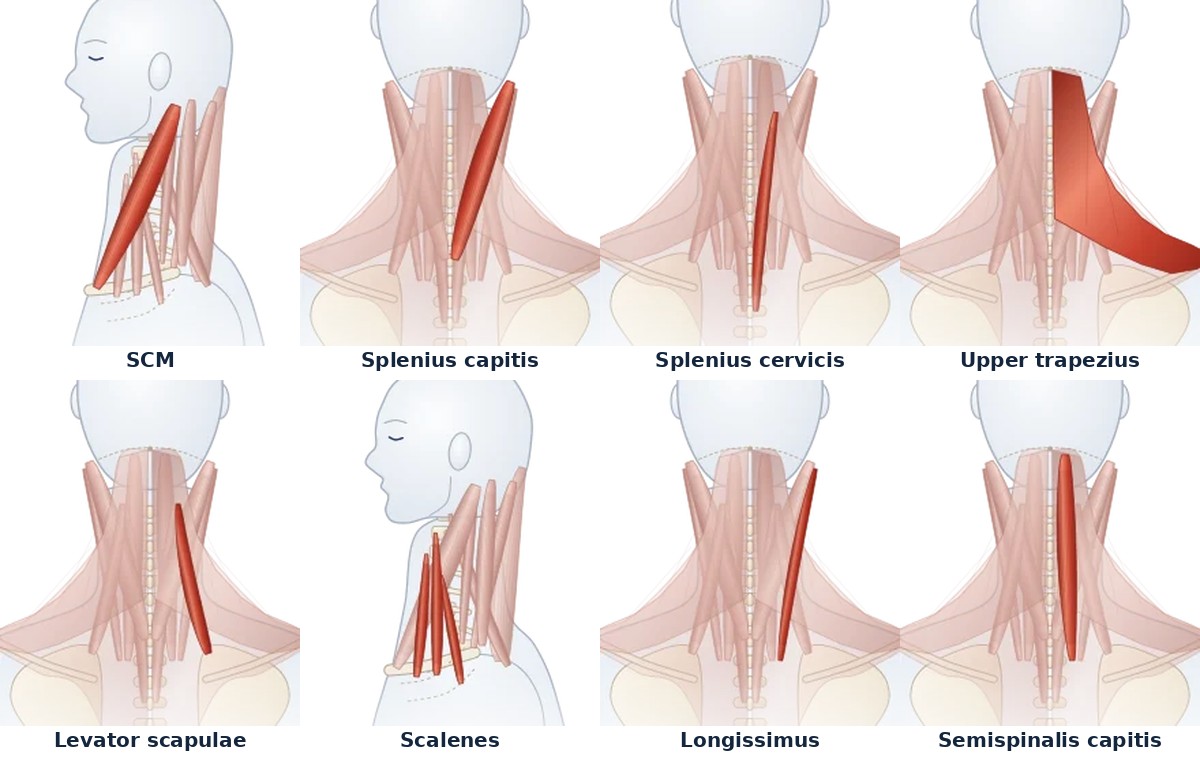 SCM
Splenius capitis
Splenius cervicis
Upper trapezius
Levator scapulae
Scalenes
Longissimus
Semispinalis capitis